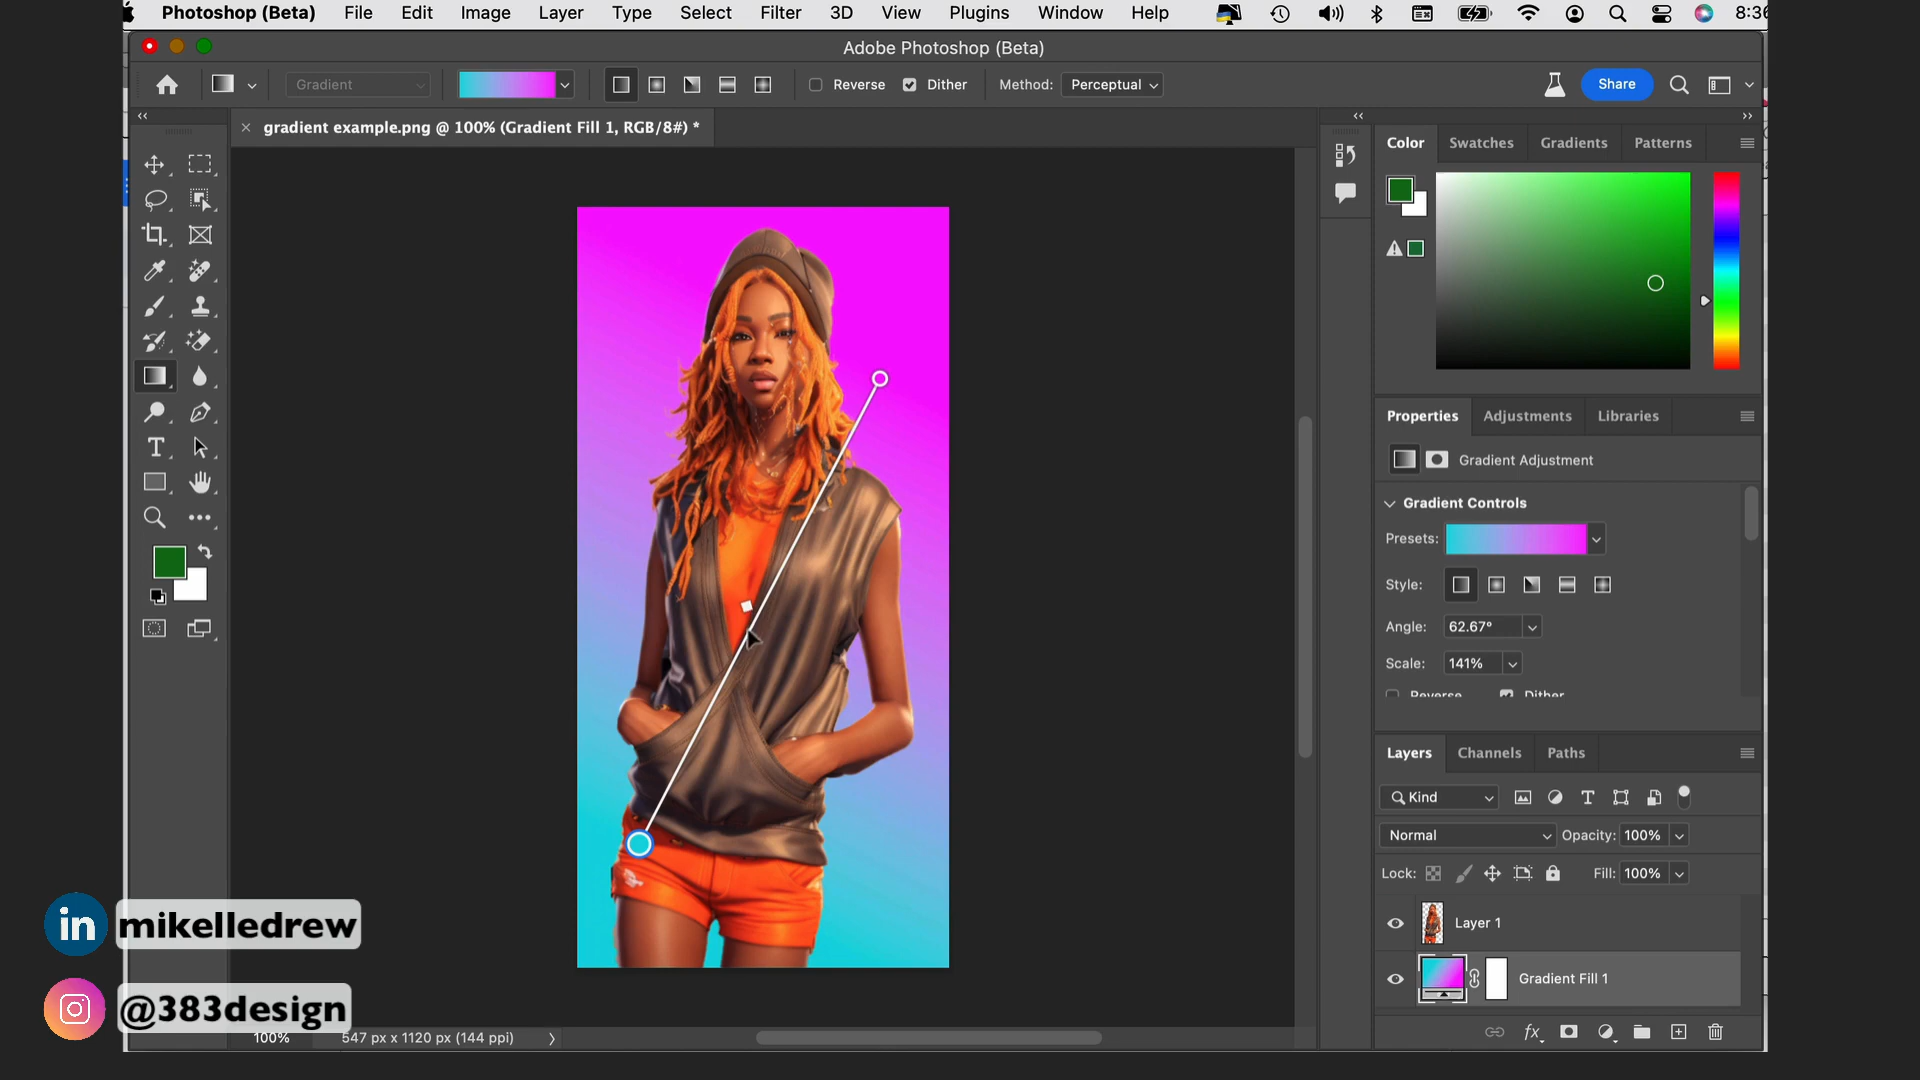 Photoshop (Beta) File Edit Image Layer Type Select Filter 3D View Plugins Window Help 8:36
Adobe Photoshop (Beta)
Gradient Reverse Dither Method: Perceptual Share
gradient example.png @ 100% (Gradient Fill 1, RGB/8#) *
Color Swatches Gradients Patterns
Properties Adjustments Libraries
Gradient Adjustment
Gradient Controls
Presets:
Style:
Angle: 62.67°
Scale: 141%
Reverse Dither
Layers Channels Paths
Kind
Normal Opacity: 100%
Lock: Fill: 100%
Layer 1
Gradient Fill 1
fx
in mikelledrew
@383design
100% 547 px x 1120 px (144 ppi)